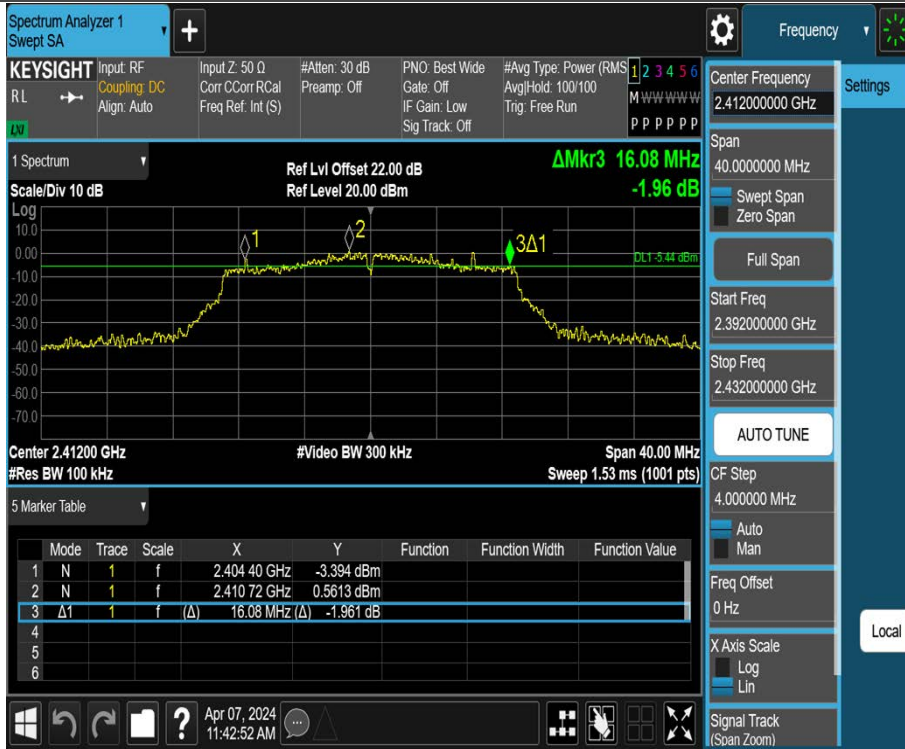 Spectrum Analyzer 1
Swept SA
+
Frequency
KEYSIGHT
R L
LXI
Input: RF
Coupling: DC
Align: Auto
Input Z: 50 Ω
Corr CCorr RCal
Freq Ref: Int (S)
#Atten: 30 dB
Preamp: Off
PNO: Best Wide
Gate: Off
IF Gain: Low
Sig Track: Off
#Avg Type: Power (RMS
Avg|Hold: 100/100
Trig: Free Run
1 2 3 4 5 6
M W W W W W
P P P P P P
1 Spectrum
Scale/Div 10 dB
Ref Lvl Offset 22.00 dB
Ref Level 20.00 dBm
ΔMkr3 16.08 MHz
-1.96 dB
Log
10.0
0.00
-10.0
-20.0
-30.0
-40.0
-50.0
-60.0
-70.0
1
2
3Δ1
DL1 -5.44 dBm
Center 2.41200 GHz
#Video BW 300 kHz
Span 40.00 MHz
#Res BW 100 kHz
Sweep 1.53 ms (1001 pts)
5 Marker Table
Mode Trace Scale X Y Function Function Width Function Value
1 N 1 f 2.404 40 GHz -3.394 dBm
2 N 1 f 2.410 72 GHz 0.5613 dBm
3 Δ1 1 f (Δ) 16.08 MHz (Δ) -1.961 dB
4
5
6
?
Apr 07, 2024
11:42:52 AM
Center Frequency
2.412000000 GHz
Span
40.0000000 MHz
Swept Span
Zero Span
Full Span
Start Freq
2.392000000 GHz
Stop Freq
2.432000000 GHz
AUTO TUNE
CF Step
4.000000 MHz
Auto
Man
Freq Offset
0 Hz
X Axis Scale
Log
Lin
Signal Track
(Span Zoom)
Settings
Local